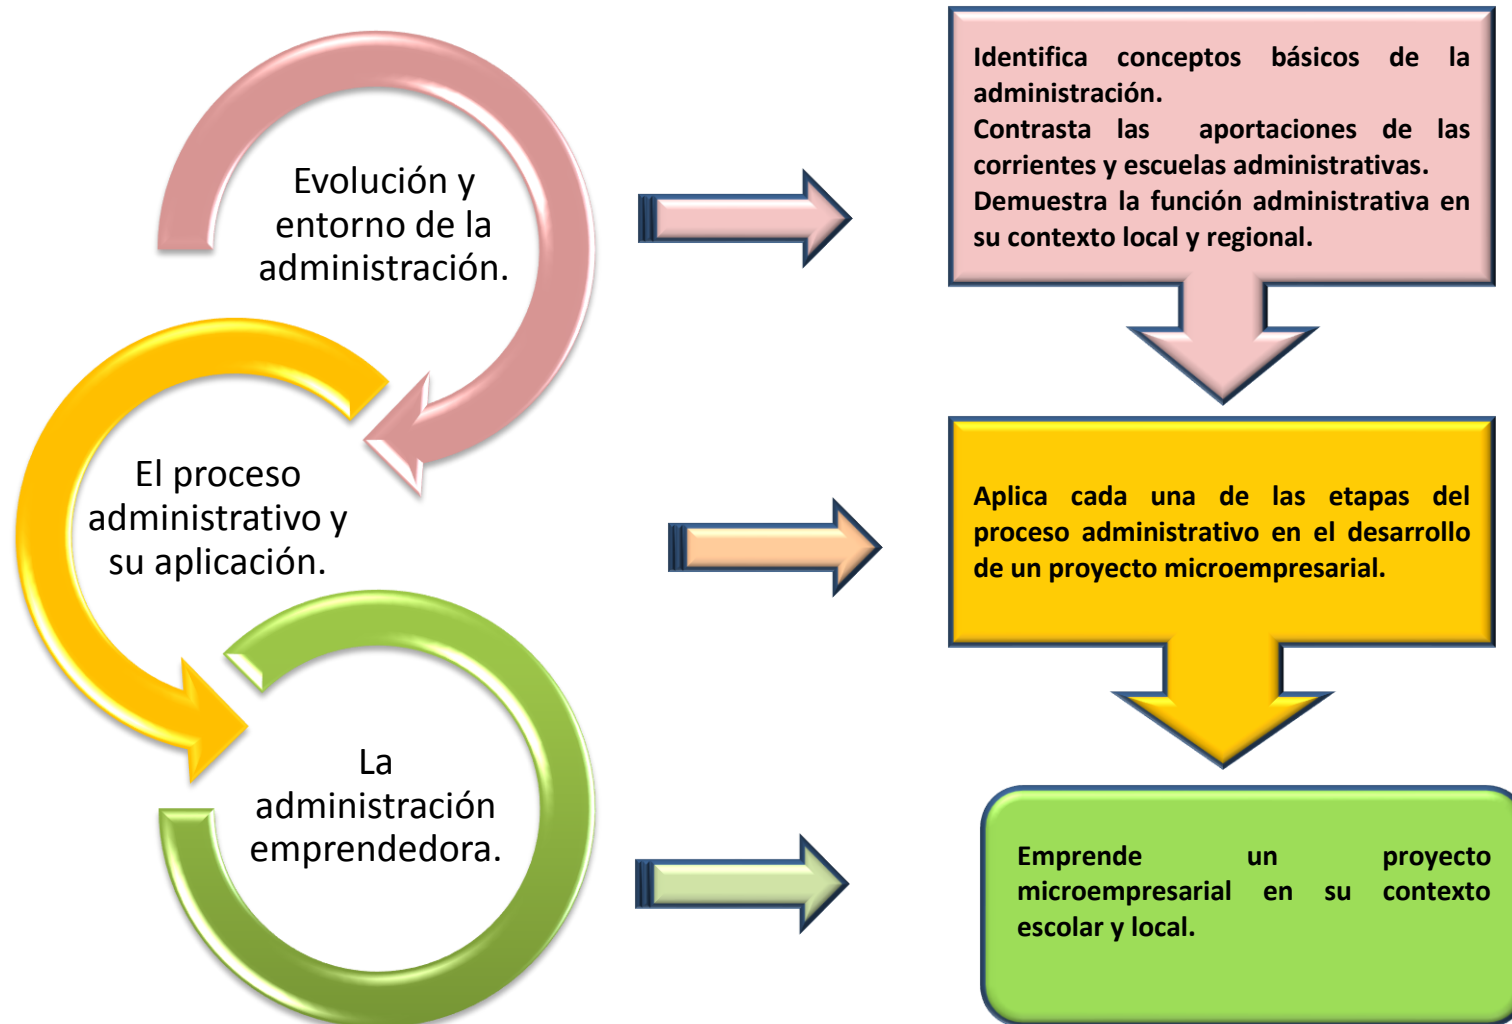 Evolución y
entorno de la
administración.
Identifica conceptos básicos de la
administración.
Contrasta las aportaciones de las
corrientes y escuelas administrativas.
Demuestra la función administrativa en
su contexto local y regional.
El proceso
administrativo y
su aplicación.
Aplica cada una de las etapas del
proceso administrativo en el desarrollo
de un proyecto microempresarial.
La
administración
emprendedora.
Emprende un proyecto
microempresarial en su contexto
escolar y local.